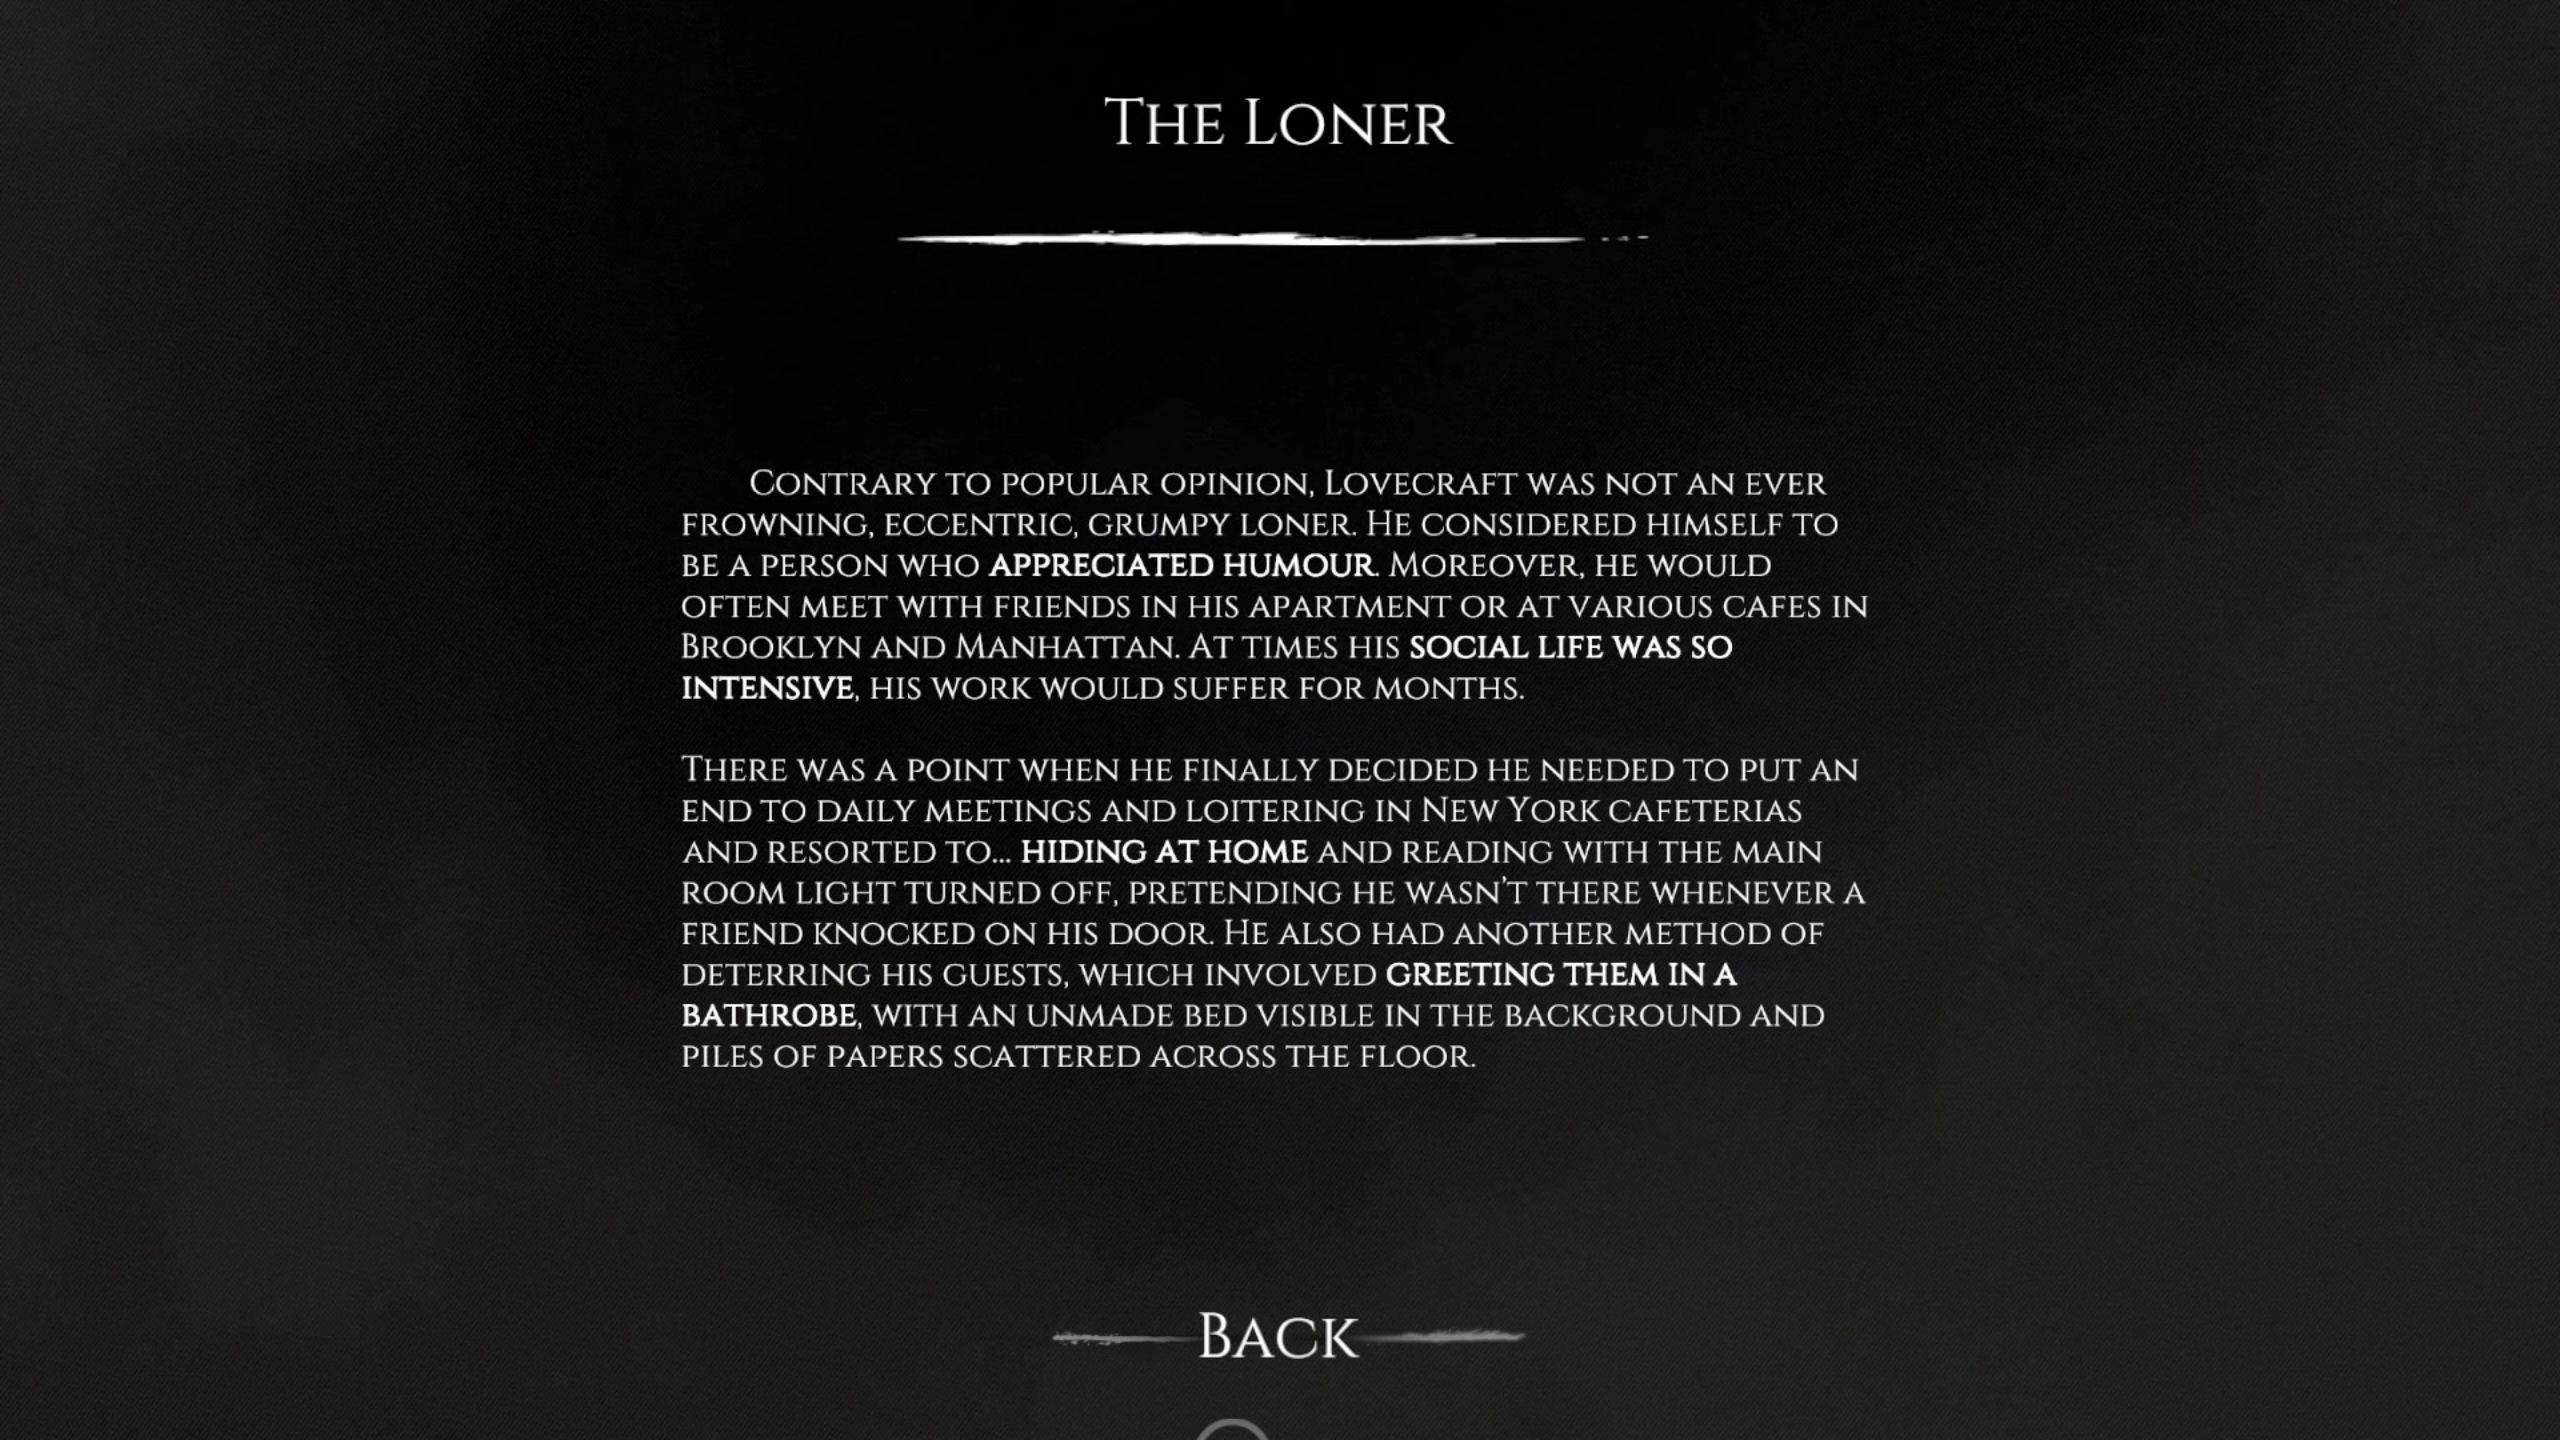 The Loner
Contrary to popular opinion, Lovecraft was not an ever
frowning, eccentric, grumpy loner. He considered himself to
be a person who appreciated humour. Moreover, he would
often meet with friends in his apartment or at various cafes in
Brooklyn and Manhattan. At times his social life was so
intensive, his work would suffer for months.
There was a point when he finally decided he needed to put an
end to daily meetings and loitering in New York cafeterias
and resorted to... hiding at home and reading with the main
room light turned off, pretending he wasn't there whenever a
friend knocked on his door. He also had another method of
deterring his guests, which involved greeting them in a
bathrobe, with an unmade bed visible in the background and
piles of papers scattered across the floor.
Back